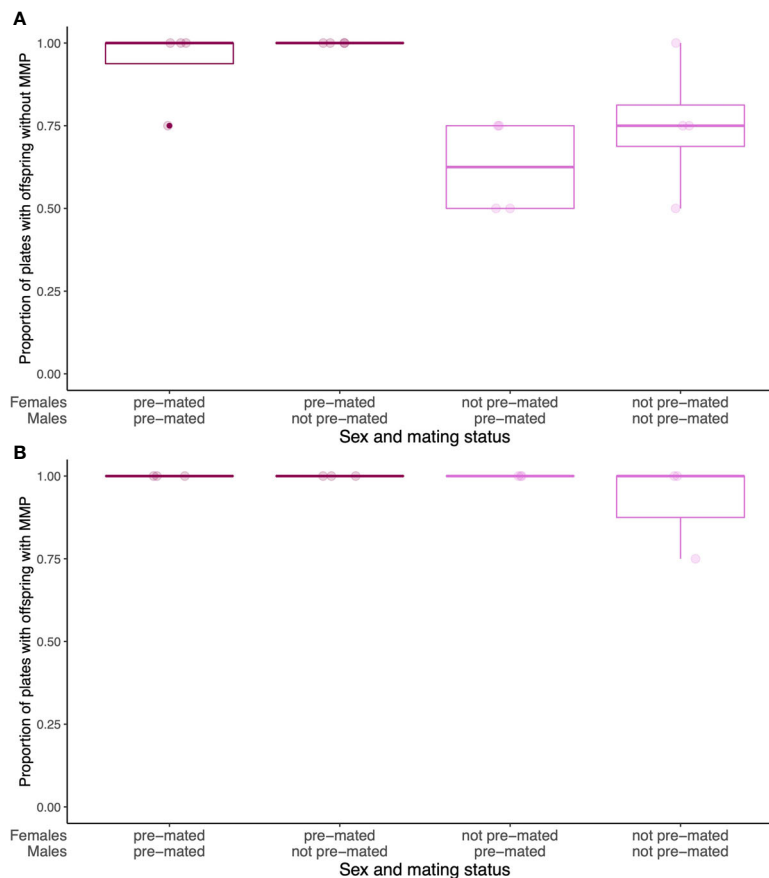 A
Proportion of plates with offspring without MMP
1.00
0.75
0.50
0.25
0.00
Females pre−mated pre−mated not pre−mated not pre−mated
Males pre−mated not pre−mated pre−mated not pre−mated
Sex and mating status
B
Proportion of plates with offspring with MMP
1.00
0.75
0.50
0.25
0.00
Females pre−mated pre−mated not pre−mated not pre−mated
Males pre−mated not pre−mated pre−mated not pre−mated
Sex and mating status